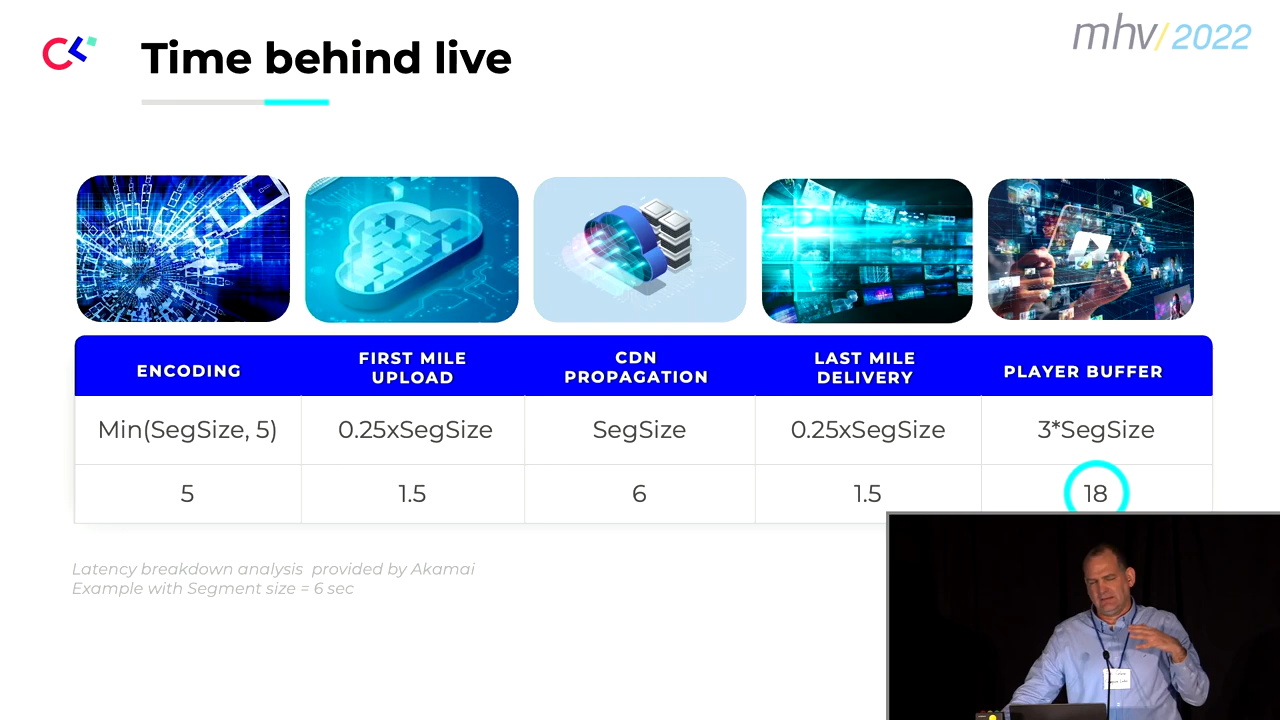 Time behind live
mhv/2022
ENCODING
FIRST MILE
UPLOAD
CDN
PROPAGATION
LAST MILE
DELIVERY
PLAYER BUFFER
Min(SegSize, 5)
0.25xSegSize
SegSize
0.25xSegSize
3*SegSize
5
1.5
6
1.5
18
Latency breakdown analysis provided by Akamai
Example with Segment size = 6 sec